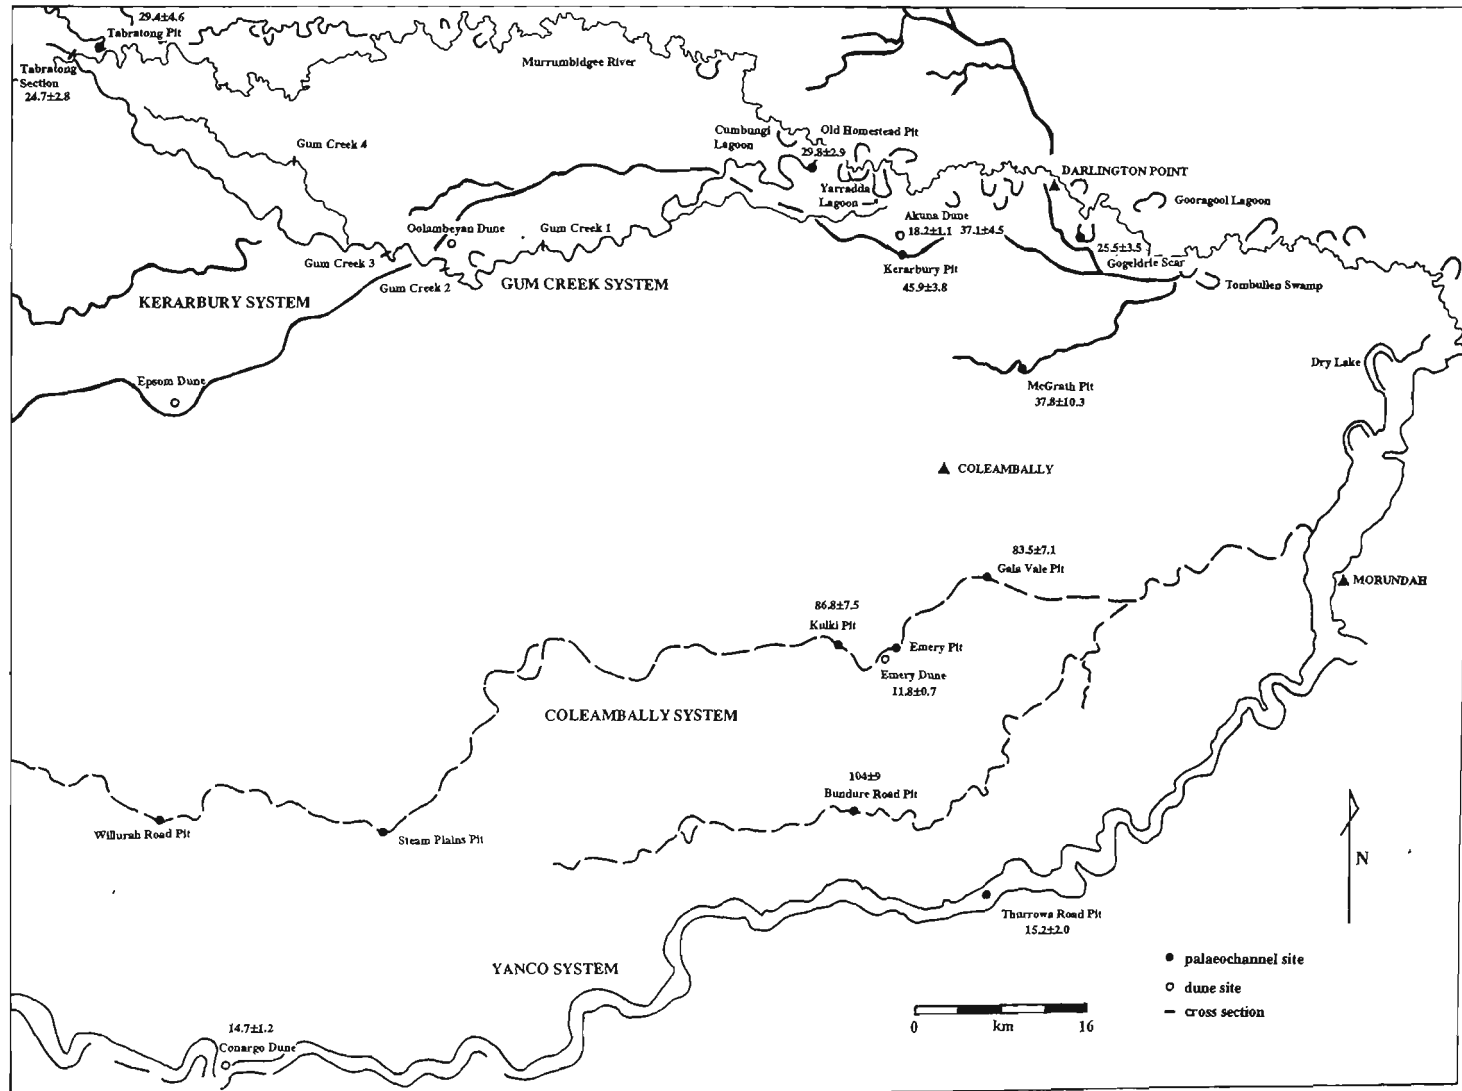 29.4±4.6
Tabratong Pit
Tabratong
Section
24.7±2.8
Murrumbidgee River
Gum Creek 4
Cumbungi
Lagoon
Old Homestead Pit
29.8±2.9
Yarradda
Lagoon
DARLINGTON POINT
Gooragool Lagoon
Oolambeyan Dune
Gum Creek 1
Akuna Dune
18.2±1.1
37.1±4.5
25.5±3.5
Gogeldrie Scar
Gum Creek 3
Gum Creek 2
GUM CREEK SYSTEM
Kerarbury Pit
45.9±3.8
Tombullen Swamp
KERARBURY SYSTEM
Dry Lake
Epsom Dune
McGrath Pit
37.8±10.3
COLEAMBALLY
83.5±7.1
Gala Vale Pit
MORUNDAH
86.8±7.5
Kulki Pit
Emery Pit
Emery Dune
11.8±0.7
COLEAMBALLY SYSTEM
104±9
Bundure Road Pit
Willurah Road Pit
Steam Plains Pit
N
Thurrowa Road Pit
15.2±2.0
YANCO SYSTEM
palaeochannel site
dune site
cross section
0 km 16
14.7±1.2
Conargo Dune